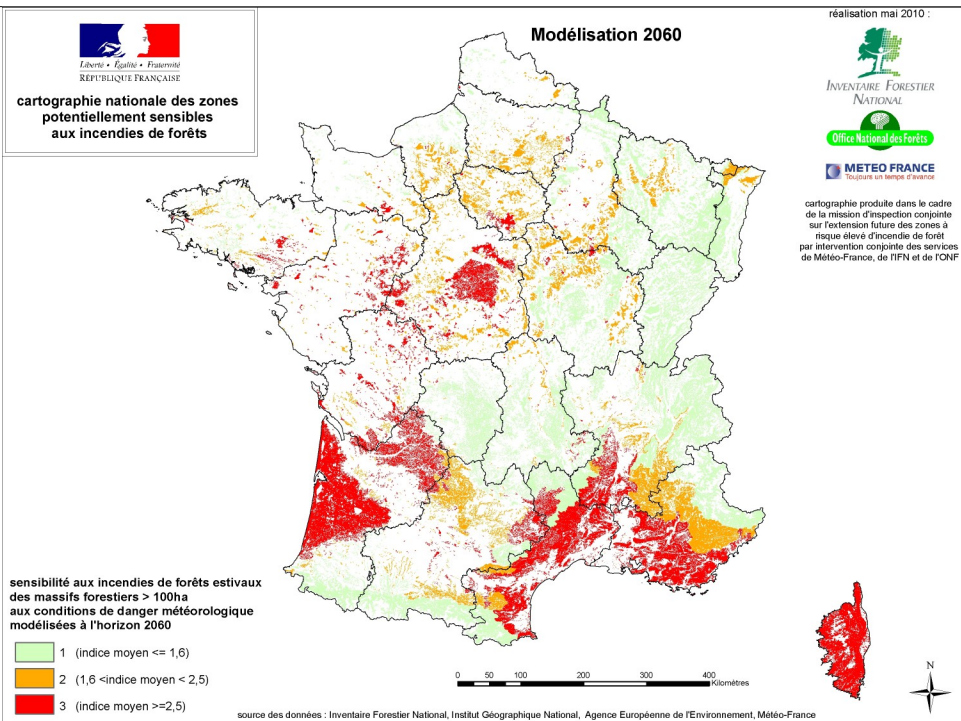 Liberté • Égalité • Fraternité
RÉPUBLIQUE FRANÇAISE
cartographie nationale des zones
potentiellement sensibles
aux incendies de forêts
Modélisation 2060
réalisation mai 2010 :
INVENTAIRE FORESTIER
NATIONAL
Office National des Forêts
METEO FRANCE
Toujours un temps d'avance
cartographie produite dans le cadre
de la mission d'inspection conjointe
sur l'extension future des zones à
risque élevé d'incendie de forêt
par intervention conjointe des services
de Météo-France, de l'IFN et de l'ONF
sensibilité aux incendies de forêts estivaux
des massifs forestiers > 100ha
aux conditions de danger météorologique
modélisées à l'horizon 2060
1 (indice moyen <= 1,6)
2 (1,6 <indice moyen < 2,5)
3 (indice moyen >=2,5)
0 50 100 200 300 400
Kilomètres
N
source des données : Inventaire Forestier National, Institut Géographique National, Agence Européenne de l'Environnement, Météo-France